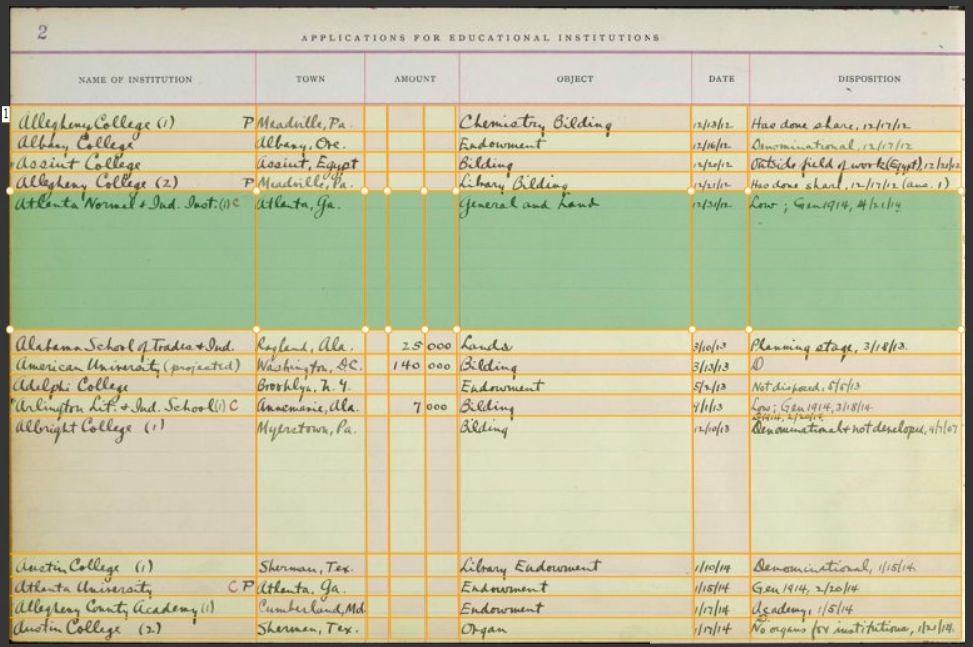 2
APPLICATIONS FOR EDUCATIONAL INSTITUTIONS
NAME OF INSTITUTION TOWN AMOUNT OBJECT DATE DISPOSITION
1
Allegheny College (1) P Meadville, Pa. Chemistry Bilding 12/13/12 Has done share, 12/17/12
Albany College Albany, Ore. Endowment 12/16/12 Denominational, 12/17/12
Assiut College Assiut, Egypt Bilding 12/20/12 Outside field of work (Egypt), 12/21/12
Allegheny College (2) P Meadville, Pa. Library Bilding 12/21/12 Has done share, 12/17/12 (ans. 1)
Atlanta Normal & Ind. Inst. (1) C Atlanta, Ga. General and Land 12/31/12 Low; Gen 1914, 4/21/14
Alabama School of Trades & Ind. Ragland, Ala. 25 000 Lands 3/10/13 Planning stage, 3/18/13.
American University (projected) Washington, D.C. 140 000 Bilding 3/13/13 D
Adelphi College Brooklyn, N.Y. Endowment 5/2/13 Not disposed, 5/5/13
Arlington Lit. & Ind. School (1) C Annemanie, Ala. 7 000 Bilding 4/1/13 Low; Gen 1914, 3/18/14
Albright College (1) Myerstown, Pa. Bilding 12/10/13 Denominational & not developed,
Austin College (1) Sherman, Tex. Library Endowment 1/10/14 Denominational, 1/15/14
Atlanta University C P Atlanta, Ga. Endowment 1/15/14 Gen 1914, 2/20/14
Allegheny County Academy (1) Cumberland, Md Endowment 1/17/14 Academy, 1/5/14
Austin College (2) Sherman, Tex. Organ 1/17/14 No organs for institutions, 1/21/14.